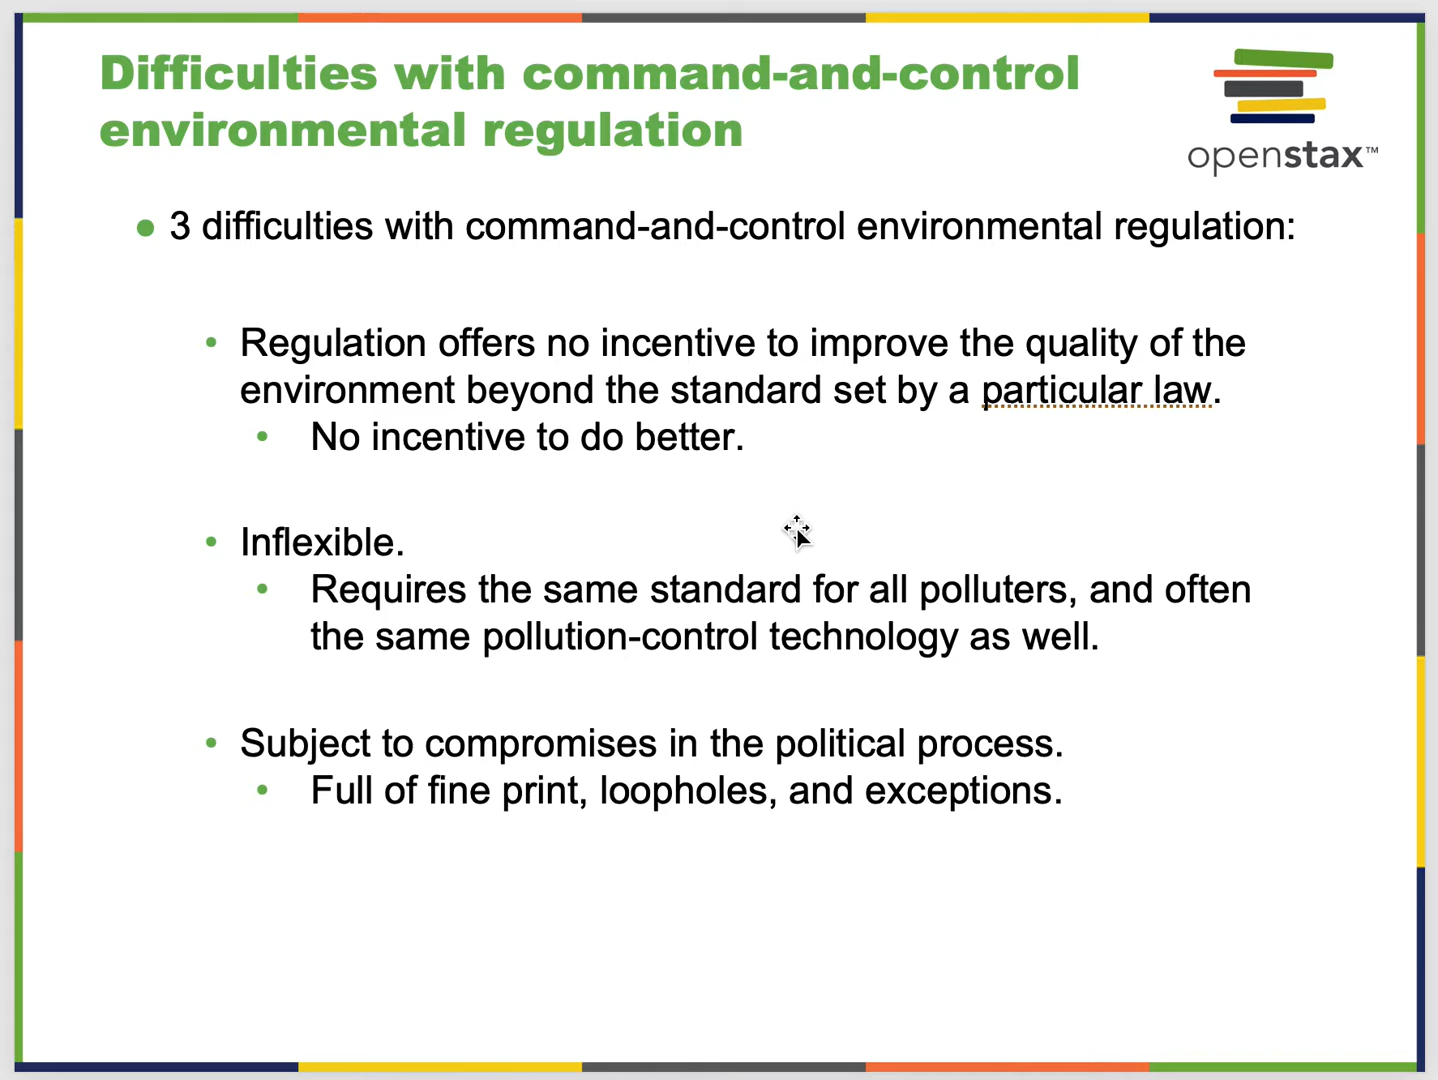 Difficulties with command-and-control
environmental regulation
openstax™
● 3 difficulties with command-and-control environmental regulation:
• Regulation offers no incentive to improve the quality of the
environment beyond the standard set by a particular law.
• No incentive to do better.
• Inflexible.
• Requires the same standard for all polluters, and often
the same pollution-control technology as well.
• Subject to compromises in the political process.
• Full of fine print, loopholes, and exceptions.